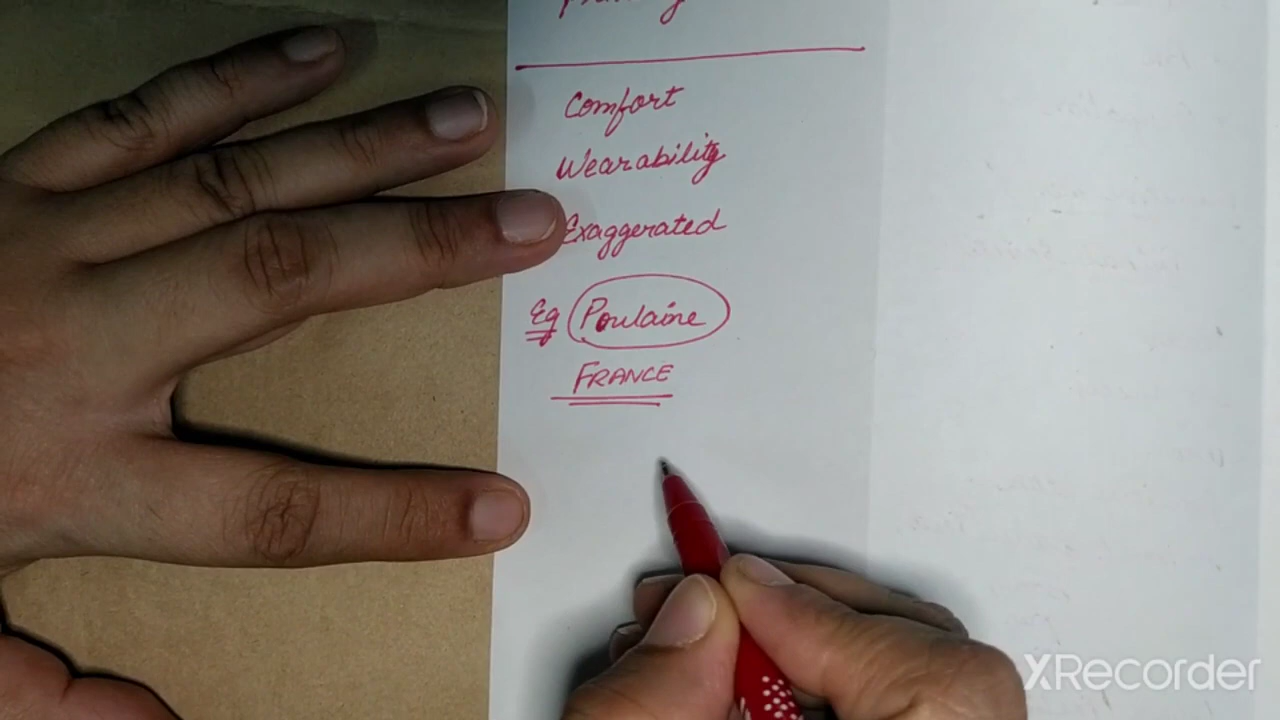 Comfort
Wearability
Exaggerated
Eg Poulaine
FRANCE
XRecorder